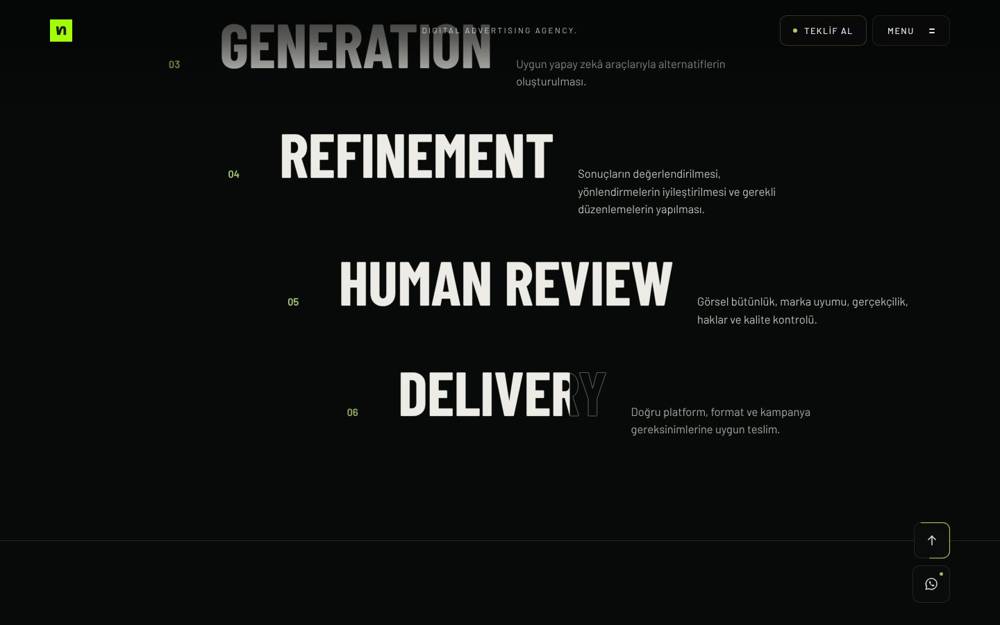 DIGITAL ADVERTISING AGENCY.
TEKLİF AL
MENU
03
GENERATION
Uygun yapay zekâ araçlarıyla alternatiflerin
oluşturulması.
04
REFINEMENT
Sonuçların değerlendirilmesi,
yönlendirmelerin iyileştirilmesi ve gerekli
düzenlemelerin yapılması.
05
HUMAN REVIEW
Görsel bütünlük, marka uyumu, gerçekçilik,
haklar ve kalite kontrolü.
06
DELIVERY
Doğru platform, format ve kampanya
gereksinimlerine uygun teslim.